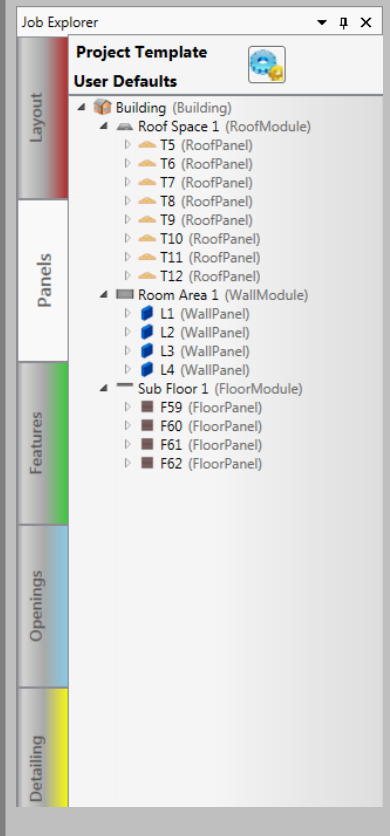 Job Explorer
Project Template
User Defaults
Layout
Panels
Features
Openings
Detailing
Building (Building)
Roof Space 1 (RoofModule)
T5 (RoofPanel)
T6 (RoofPanel)
T7 (RoofPanel)
T8 (RoofPanel)
T9 (RoofPanel)
T10 (RoofPanel)
T11 (RoofPanel)
T12 (RoofPanel)
Room Area 1 (WallModule)
L1 (WallPanel)
L2 (WallPanel)
L3 (WallPanel)
L4 (WallPanel)
Sub Floor 1 (FloorModule)
F59 (FloorPanel)
F60 (FloorPanel)
F61 (FloorPanel)
F62 (FloorPanel)